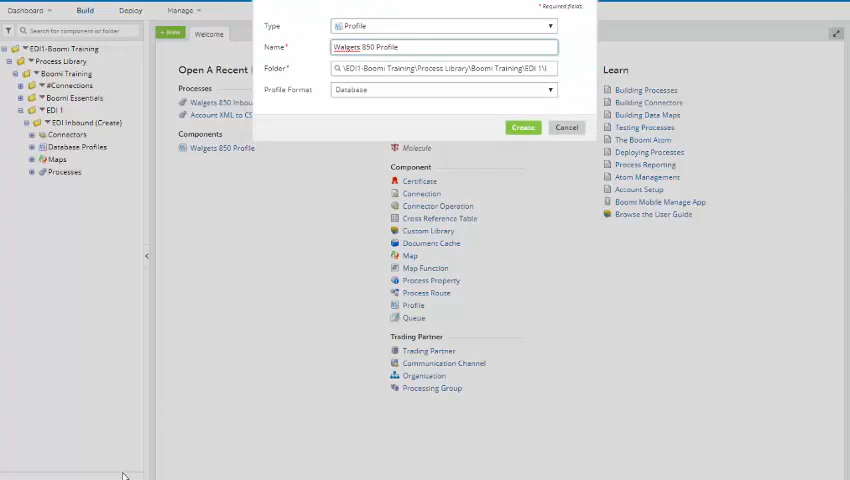 Dashboard
Build
Deploy
Manage
Search for component or folder
EDI1-Boomi Training
Process Library
Boomi Training
#Connections
Boomi Essentials
EDI 1
EDI Inbound (Create)
Connectors
Database Profiles
Maps
Processes
+ New
Welcome
* Required fields.
Type
Profile
Name*
Walgets 850 Profile
Folder*
\EDI1-Boomi Training\Process Library\Boomi Training\EDI 1\I
Profile Format
Database
Create
Cancel
Open A Recent
Processes
Walgets 850 Inbou
Account XML to CS
Components
Walgets 850 Profile
Molecule
Component
Certificate
Connection
Connector Operation
Cross Reference Table
Custom Library
Document Cache
Map
Map Function
Process Property
Process Route
Profile
Queue
Trading Partner
Trading Partner
Communication Channel
Organization
Processing Group
Learn
Building Processes
Building Connectors
Building Data Maps
Testing Processes
The Boomi Atom
Deploying Processes
Process Reporting
Atom Management
Account Setup
Boomi Mobile Manage App
Browse the User Guide